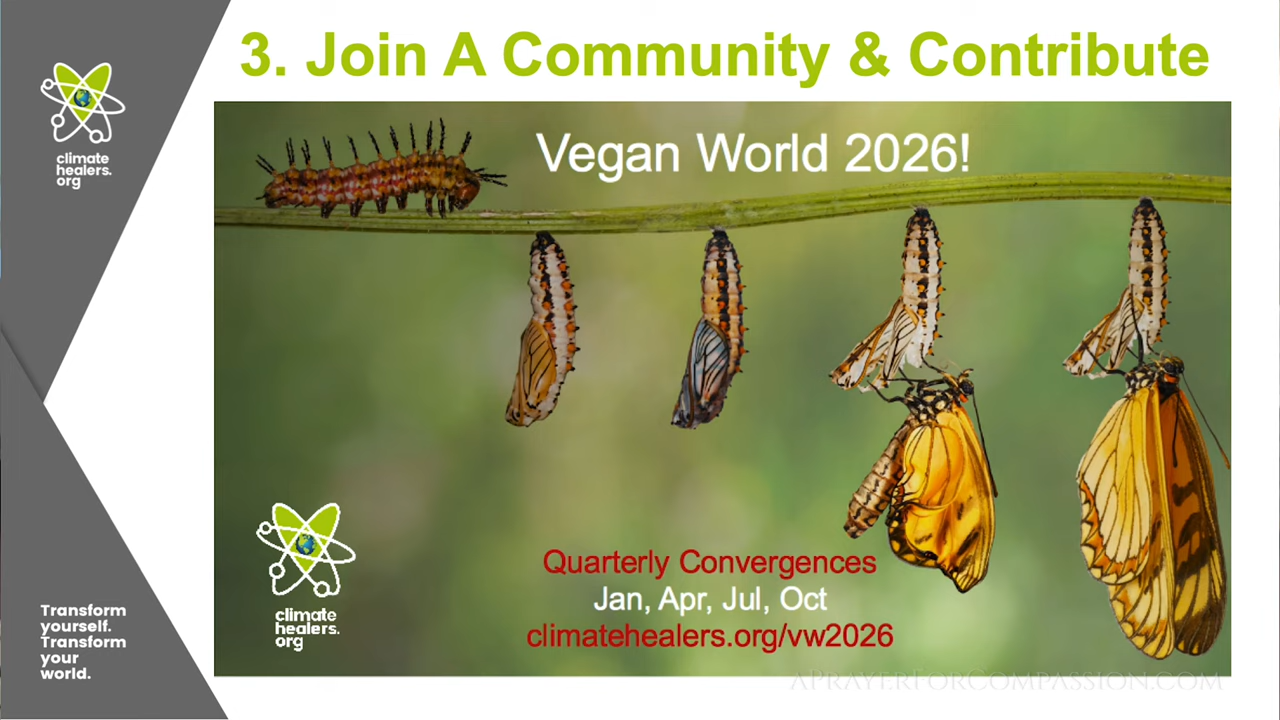 3. Join A Community & Contribute
climate
healers.
org
Vegan World 2026!
climate
healers.
org
Quarterly Convergences
Jan, Apr, Jul, Oct
climatehealers.org/vw2026
Transform
yourself.
Transform
your
world.
APRAYERFORCOMPASSION.COM